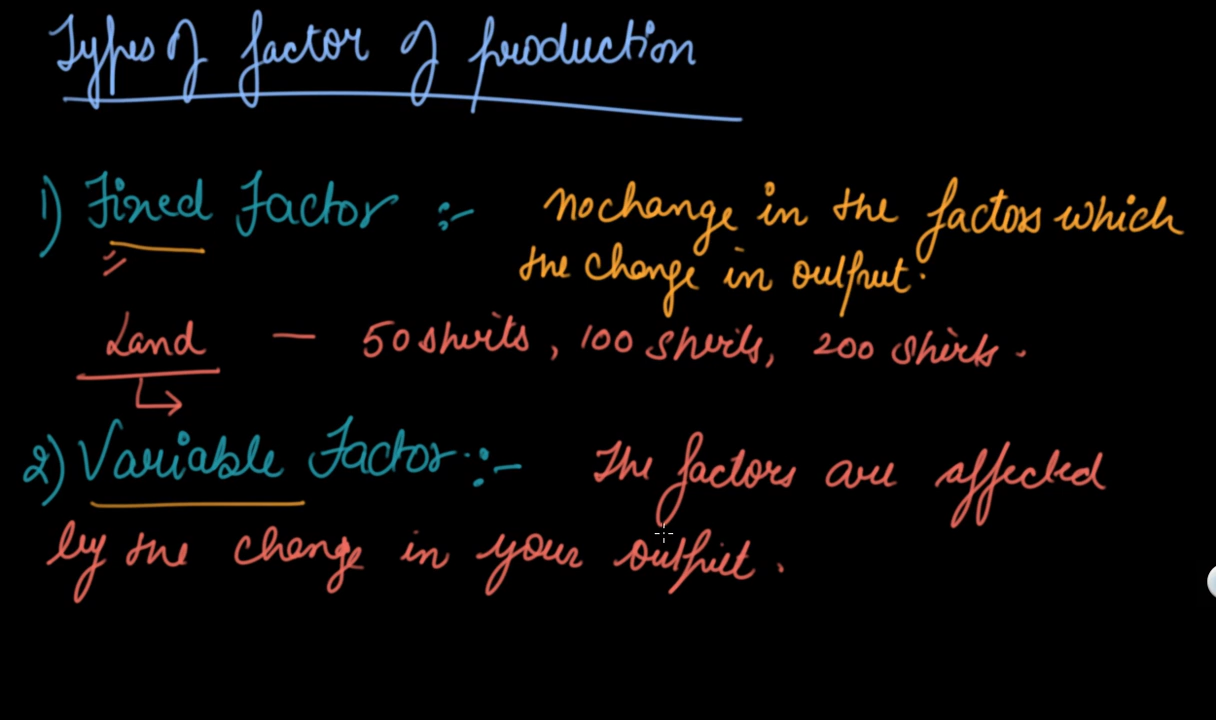 Types of factor of production
1) Fixed Factor :- no change in the factors which
the change in output.
Land — 50 shirts, 100 shirts, 200 shirts.
2) Variable Factor :- The factors are affected
by the change in your output.